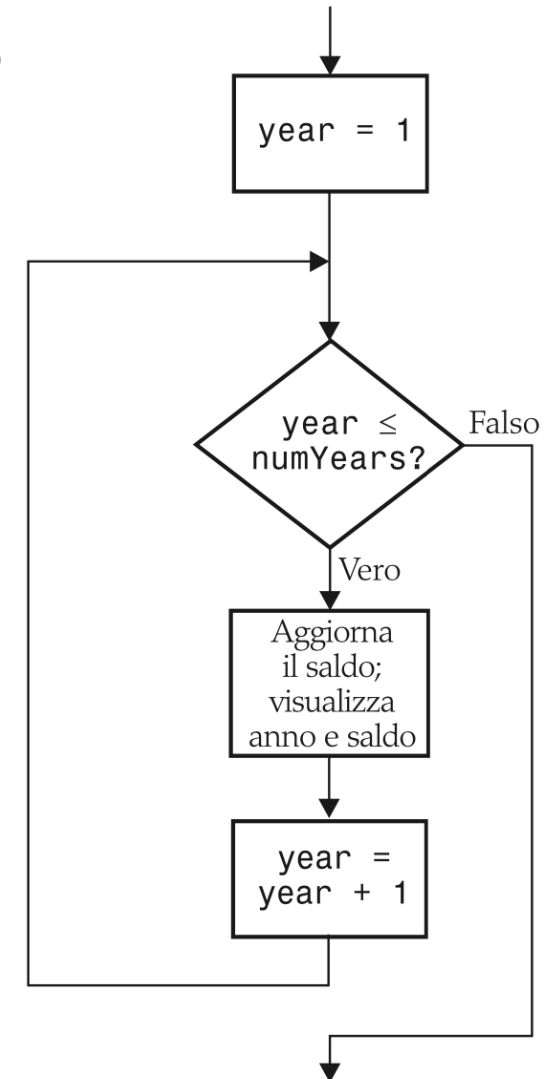 year = 1
year ≤
numYears?
Falso
Vero
Aggiorna
il saldo;
visualizza
anno e saldo
year =
year + 1